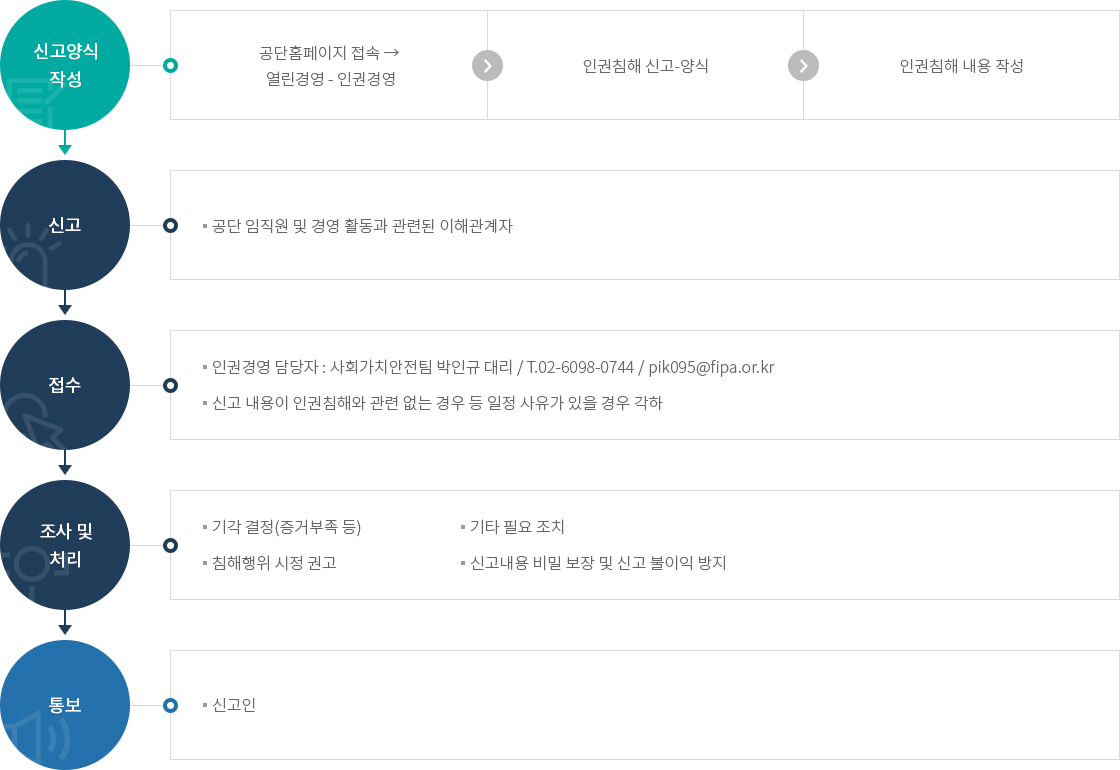 신고양식
작성
공단홈페이지 접속 →
열린경영 - 인권경영
인권침해 신고-양식
인권침해 내용 작성
신고
▪ 공단 임직원 및 경영 활동과 관련된 이해관계자
접수
▪ 인권경영 담당자 : 사회가치안전팀 박인규 대리 / T.02-6098-0744 / pik095@fipa.or.kr
▪ 신고 내용이 인권침해와 관련 없는 경우 등 일정 사유가 있을 경우 각하
조사 및
처리
▪ 기각 결정(증거부족 등)
▪ 기타 필요 조치
▪ 침해행위 시정 권고
▪ 신고내용 비밀 보장 및 신고 불이익 방지
통보
▪ 신고인